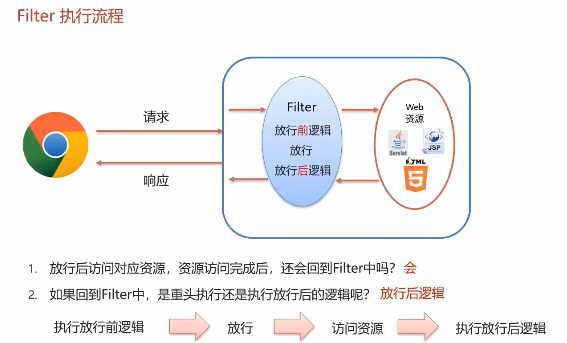 Filter 执行流程
请求
响应
Filter
放行前逻辑
放行
放行后逻辑
Web
资源
Servlet
JSP
HTML
5
1. 放行后访问对应资源，资源访问完成后，还会回到Filter中吗？ 会
2. 如果回到Filter中，是重头执行还是执行放行后的逻辑呢？ 放行后逻辑
执行放行前逻辑 放行 访问资源 执行放行后逻辑